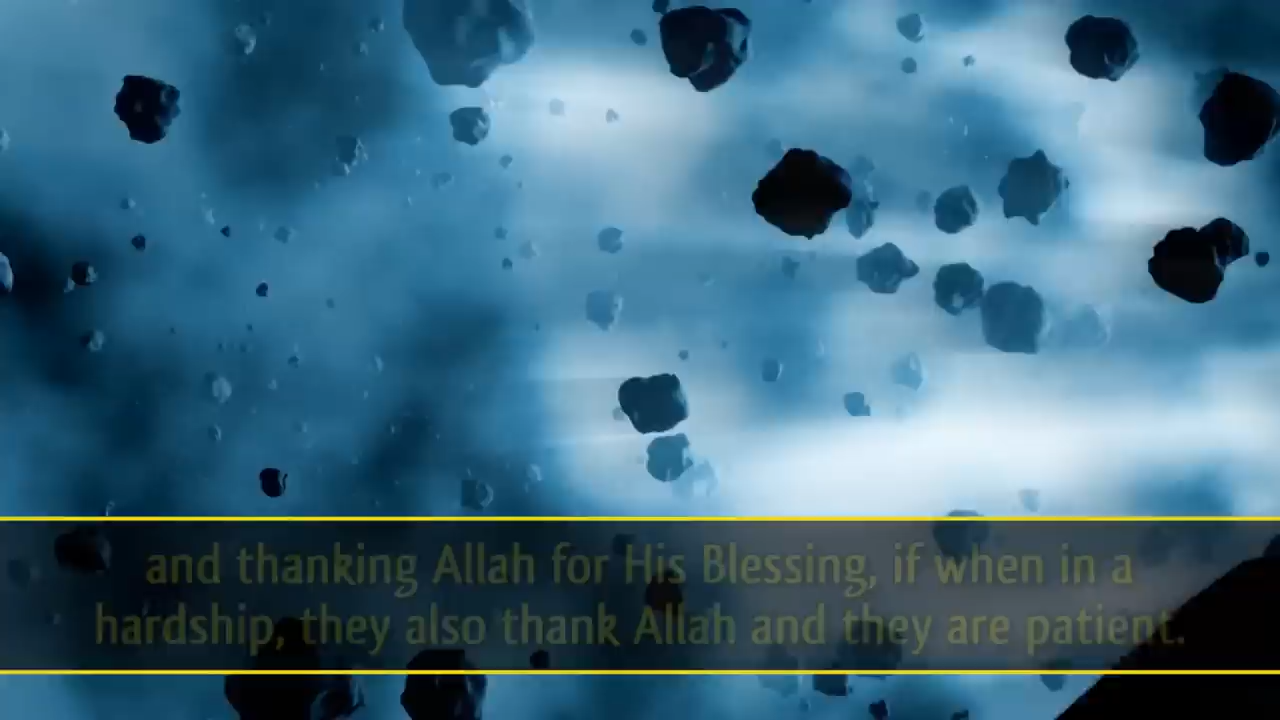 and thanking Allah for His Blessing, if when in a
hardship, they also thank Allah and they are patient.